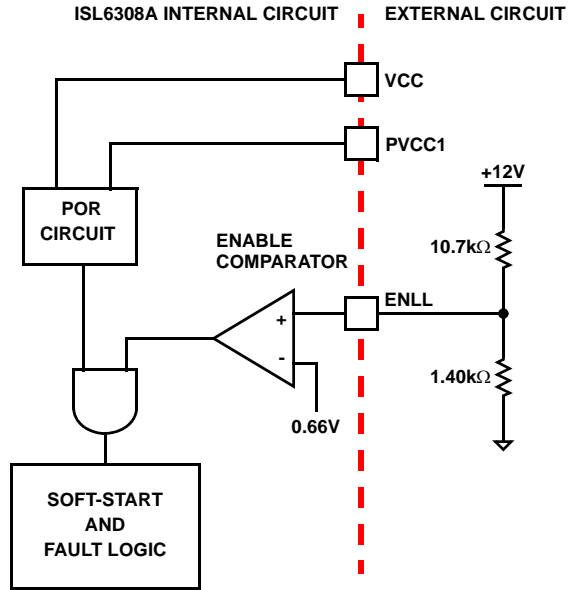 ISL6308A INTERNAL CIRCUIT
EXTERNAL CIRCUIT
VCC
PVCC1
+12V
POR
CIRCUIT
10.7kΩ
ENABLE
COMPARATOR
ENLL
+
-
1.40kΩ
0.66V
SOFT-START
AND
FAULT LOGIC